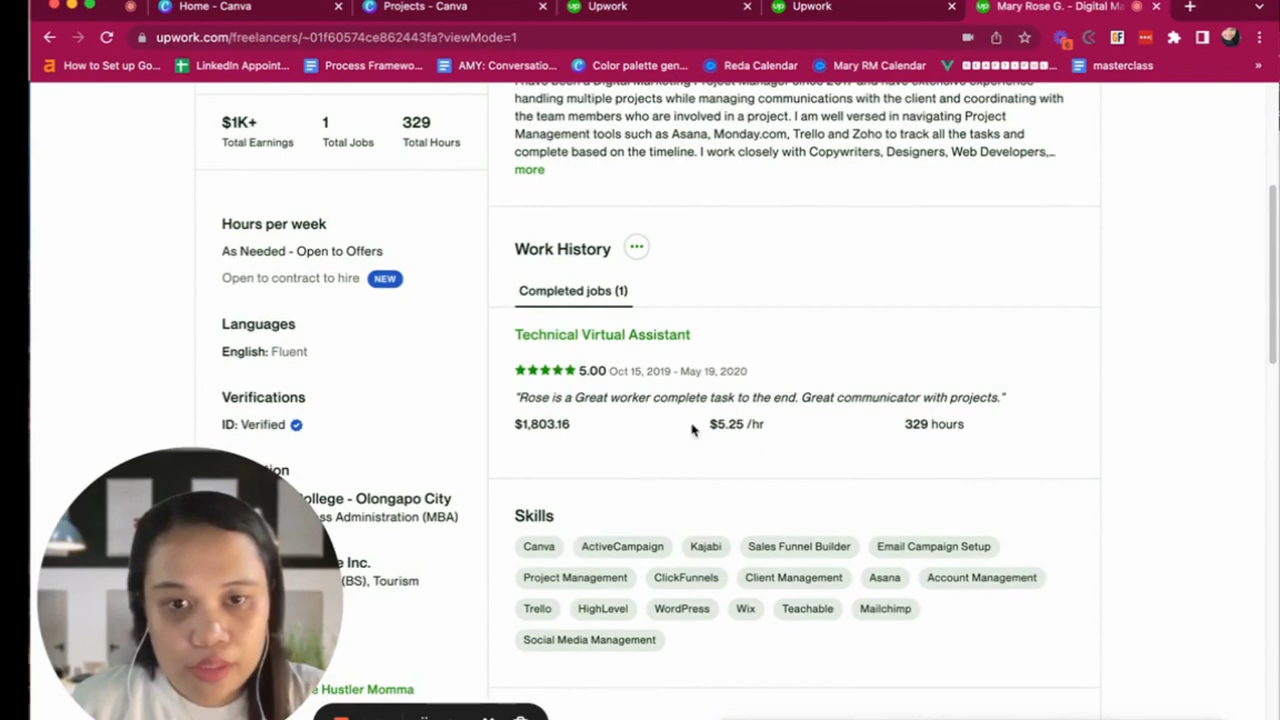 Home - Canva
Projects - Canva
Upwork
Upwork
Mary Rose G. - Digital Ma
upwork.com/freelancers/~01f60574ce862443fa?viewMode=1
How to Set up Go...
LinkedIn Appoint...
Process Framewo...
AMY: Conversatio...
Color palette gen...
Reda Calendar
Mary RM Calendar
masterclass
handling multiple projects while managing communications with the client and coordinating with
the team members who are involved in a project. I am well versed in navigating Project
Management tools such as Asana, Monday.com, Trello and Zoho to track all the tasks and
complete based on the timeline. I work closely with Copywriters, Designers, Web Developers,...
more
$1K+ 1 329
Total Earnings Total Jobs Total Hours
Hours per week
As Needed - Open to Offers
Open to contract to hire NEW
Languages
English: Fluent
Verifications
ID: Verified
ollege - Olongapo City
ss Administration (MBA)
e Inc.
(BS), Tourism
e Hustler Momma
Work History
Completed jobs (1)
Technical Virtual Assistant
5.00 Oct 15, 2019 - May 19, 2020
"Rose is a Great worker complete task to the end. Great communicator with projects."
$1,803.16 $5.25 /hr 329 hours
Skills
Canva ActiveCampaign Kajabi Sales Funnel Builder Email Campaign Setup
Project Management ClickFunnels Client Management Asana Account Management
Trello HighLevel WordPress Wix Teachable Mailchimp
Social Media Management